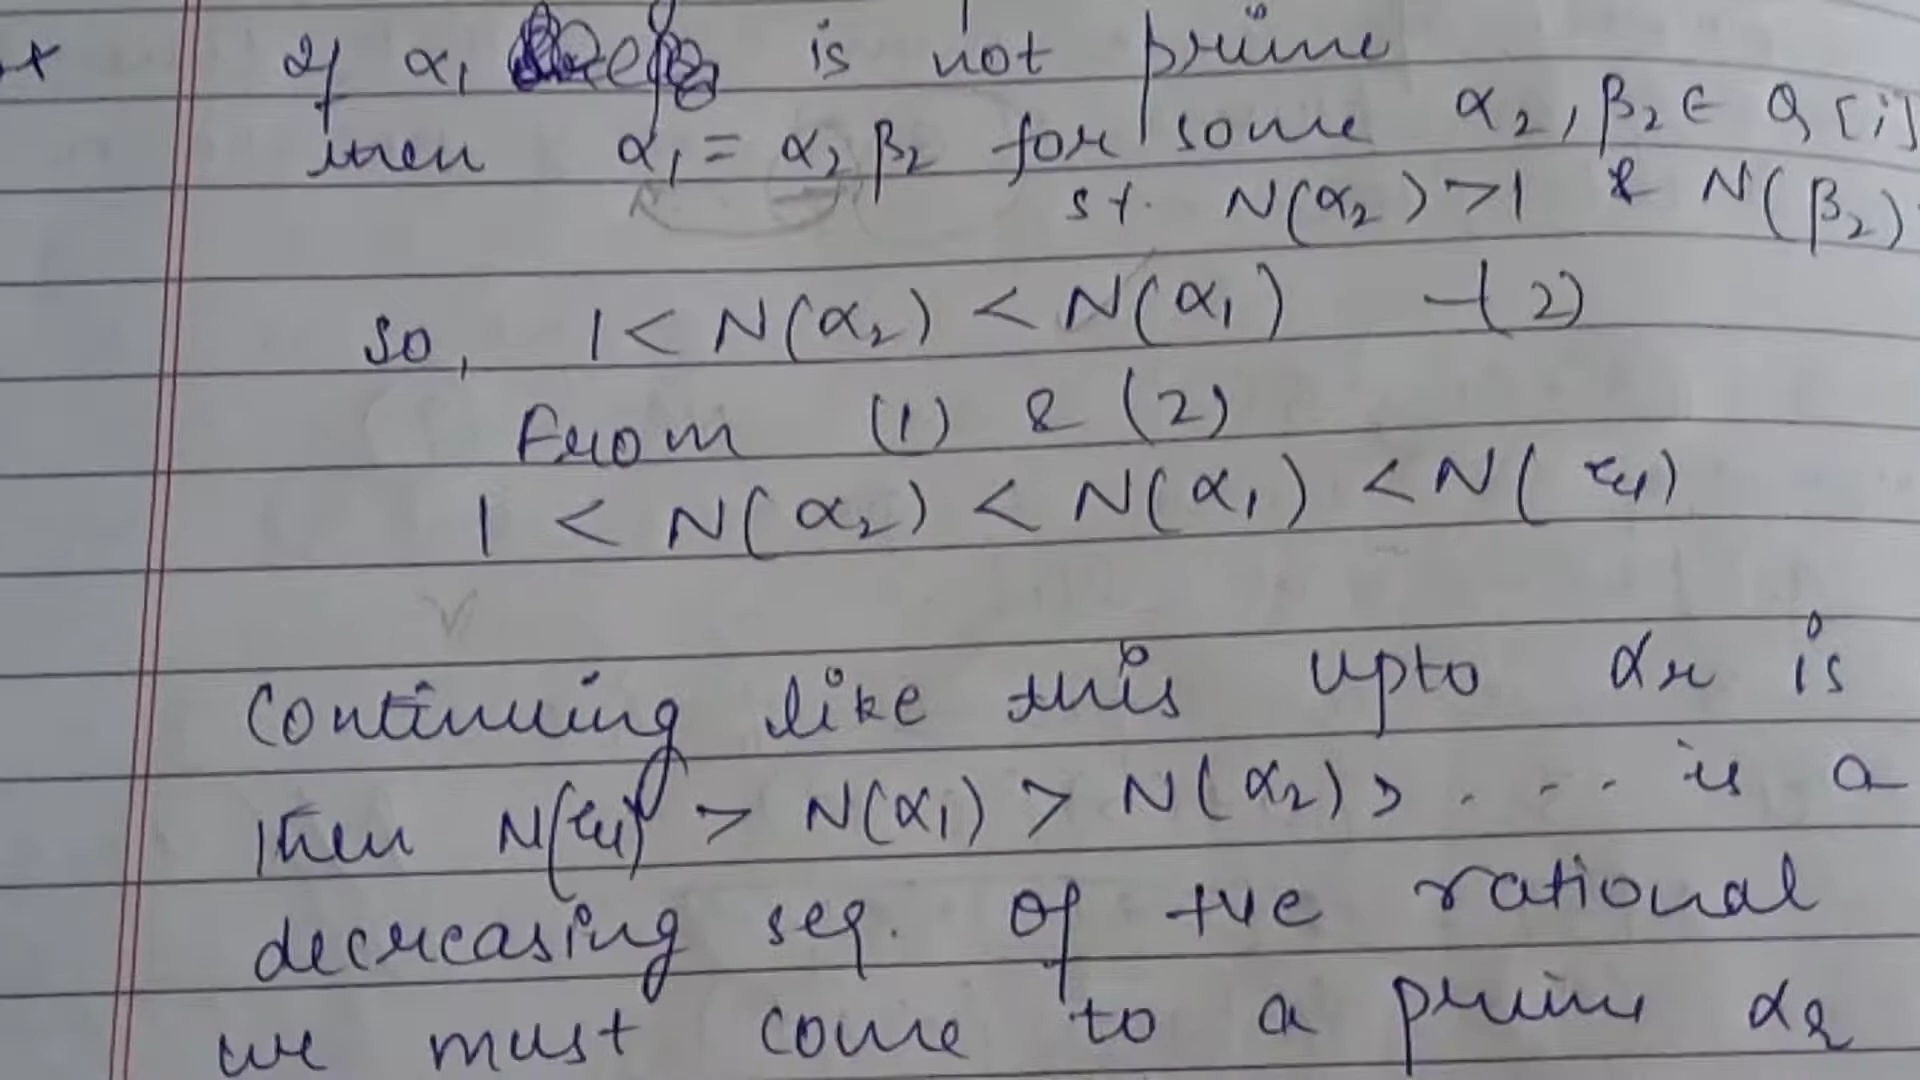 If α₁ is not prime
then α₁ = α₂ β₂ for some α₂, β₂ ∈ Q[i]
st. N(α₂) > 1 & N(β₂)
so, 1 < N(α₂) < N(α₁) —(2)
From (1) & (2)
1 < N(α₂) < N(α₁) < N( )
Continuing like this upto αr is
then N( ) > N(α₁) > N(α₂) > . . . . is a
decreasing seq. of +ve rational
we must come to a prime αr